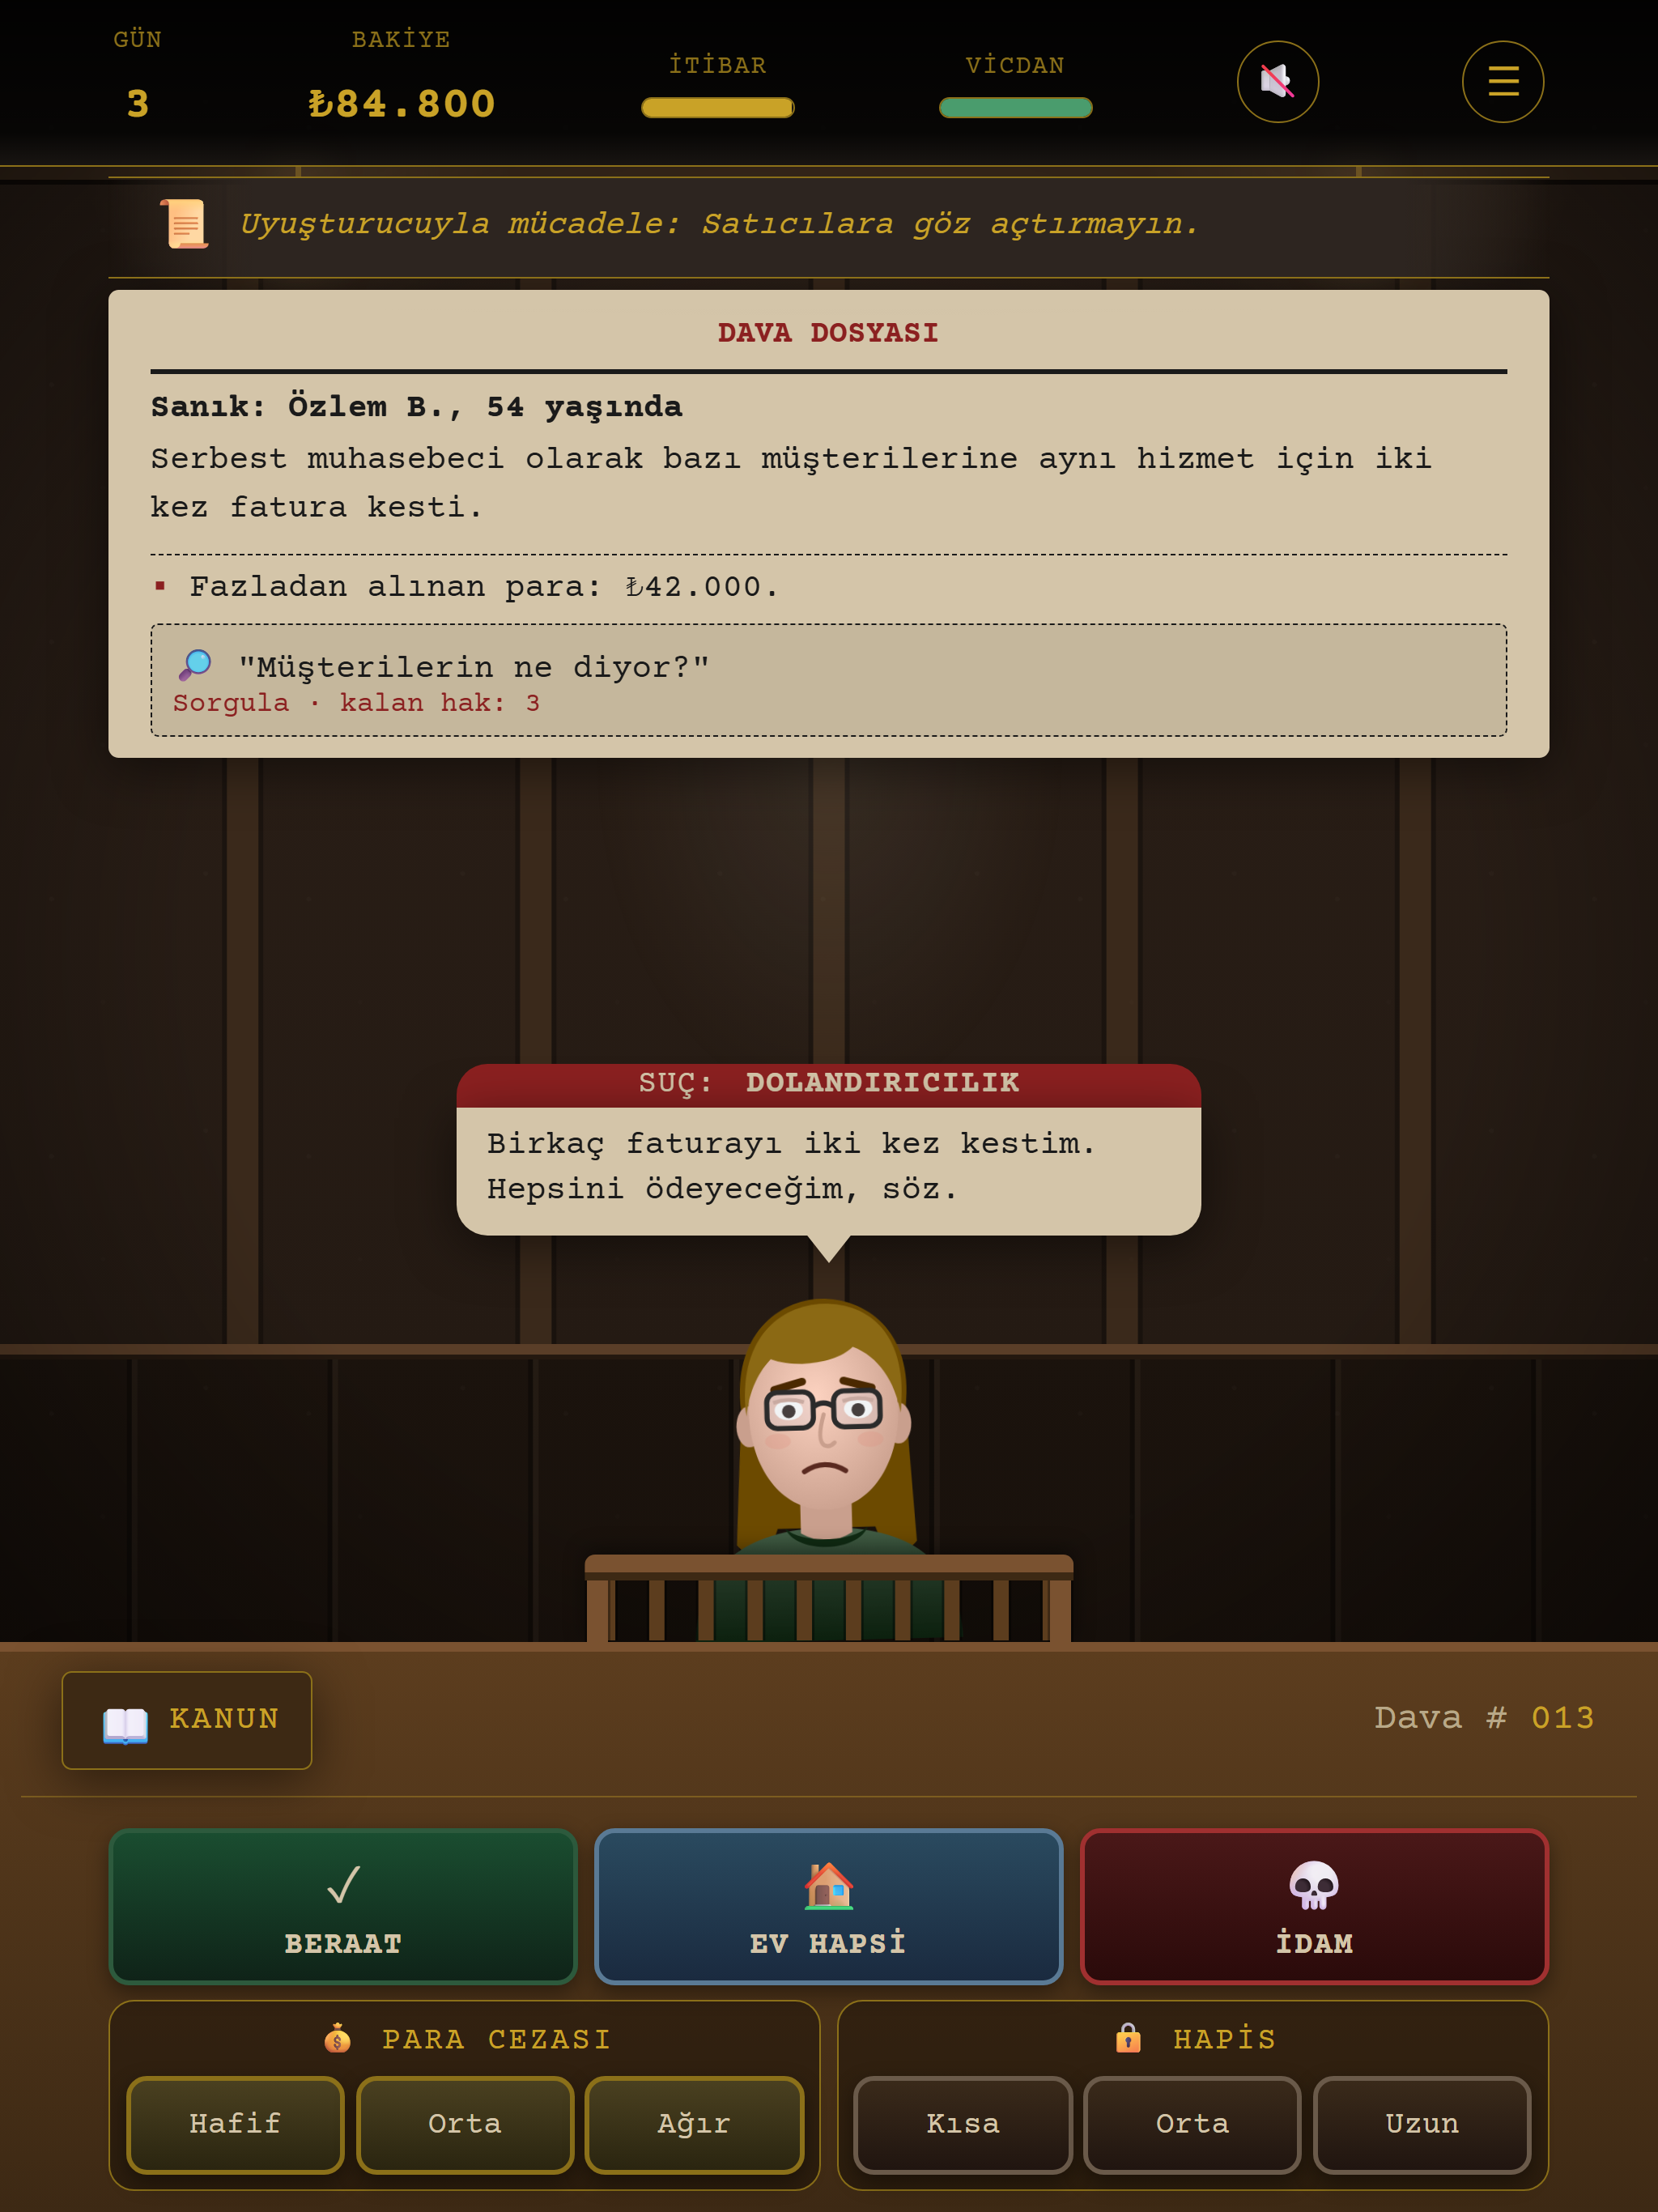 GÜN
3
BAKİYE
₺84.800
İTİBAR
VİCDAN
Uyuşturucuyla mücadele: Satıcılara göz açtırmayın.
DAVA DOSYASI
Sanık: Özlem B., 54 yaşında
Serbest muhasebeci olarak bazı müşterilerine aynı hizmet için iki
kez fatura kesti.
▪ Fazladan alınan para: ₺42.000.
"Müşterilerin ne diyor?"
Sorgula · kalan hak: 3
SUÇ: DOLANDIRICILIK
Birkaç faturayı iki kez kestim.
Hepsini ödeyeceğim, söz.
KANUN
Dava # 013
BERAAT
EV HAPSİ
İDAM
PARA CEZASI
Hafif
Orta
Ağır
HAPİS
Kısa
Orta
Uzun